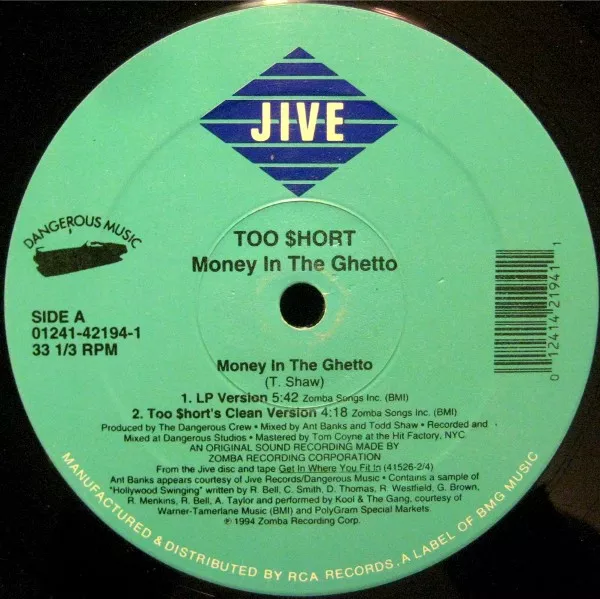 JIVE
TOO $HORT
Money In The Ghetto
DANGEROUS MUSIC
SIDE A
01241-42194-1
33 1/3 RPM
0 12414 21941 1
Money In The Ghetto
(T. Shaw)
1. LP Version 5:42 Zomba Songs Inc. (BMI)
2. Too $hort's Clean Version 4:18 Zomba Songs Inc. (BMI)
Produced by The Dangerous Crew • Mixed by Ant Banks and Todd Shaw • Recorded and
Mixed at Dangerous Studios • Mastered by Tom Coyne at the Hit Factory, NYC
AN ORIGINAL SOUND RECORDING MADE BY
ZOMBA RECORDING CORPORATION
From the Jive disc and tape Get In Where You Fit In (41526-2/4)
Ant Banks appears courtesy of Jive Records/Dangerous Music • Contains a sample of
"Hollywood Swinging" written by R. Bell, C. Smith, D. Thomas, R. Westfield, G. Brown,
R. Menkins, R. Bell, A. Taylor and performed by Kool & The Gang, courtesy of
Warner-Tamerlane Music (BMI) and PolyGram Special Markets.
℗ 1994 Zomba Recording Corp.
MANUFACTURED & DISTRIBUTED BY RCA RECORDS, A LABEL OF BMG MUSIC